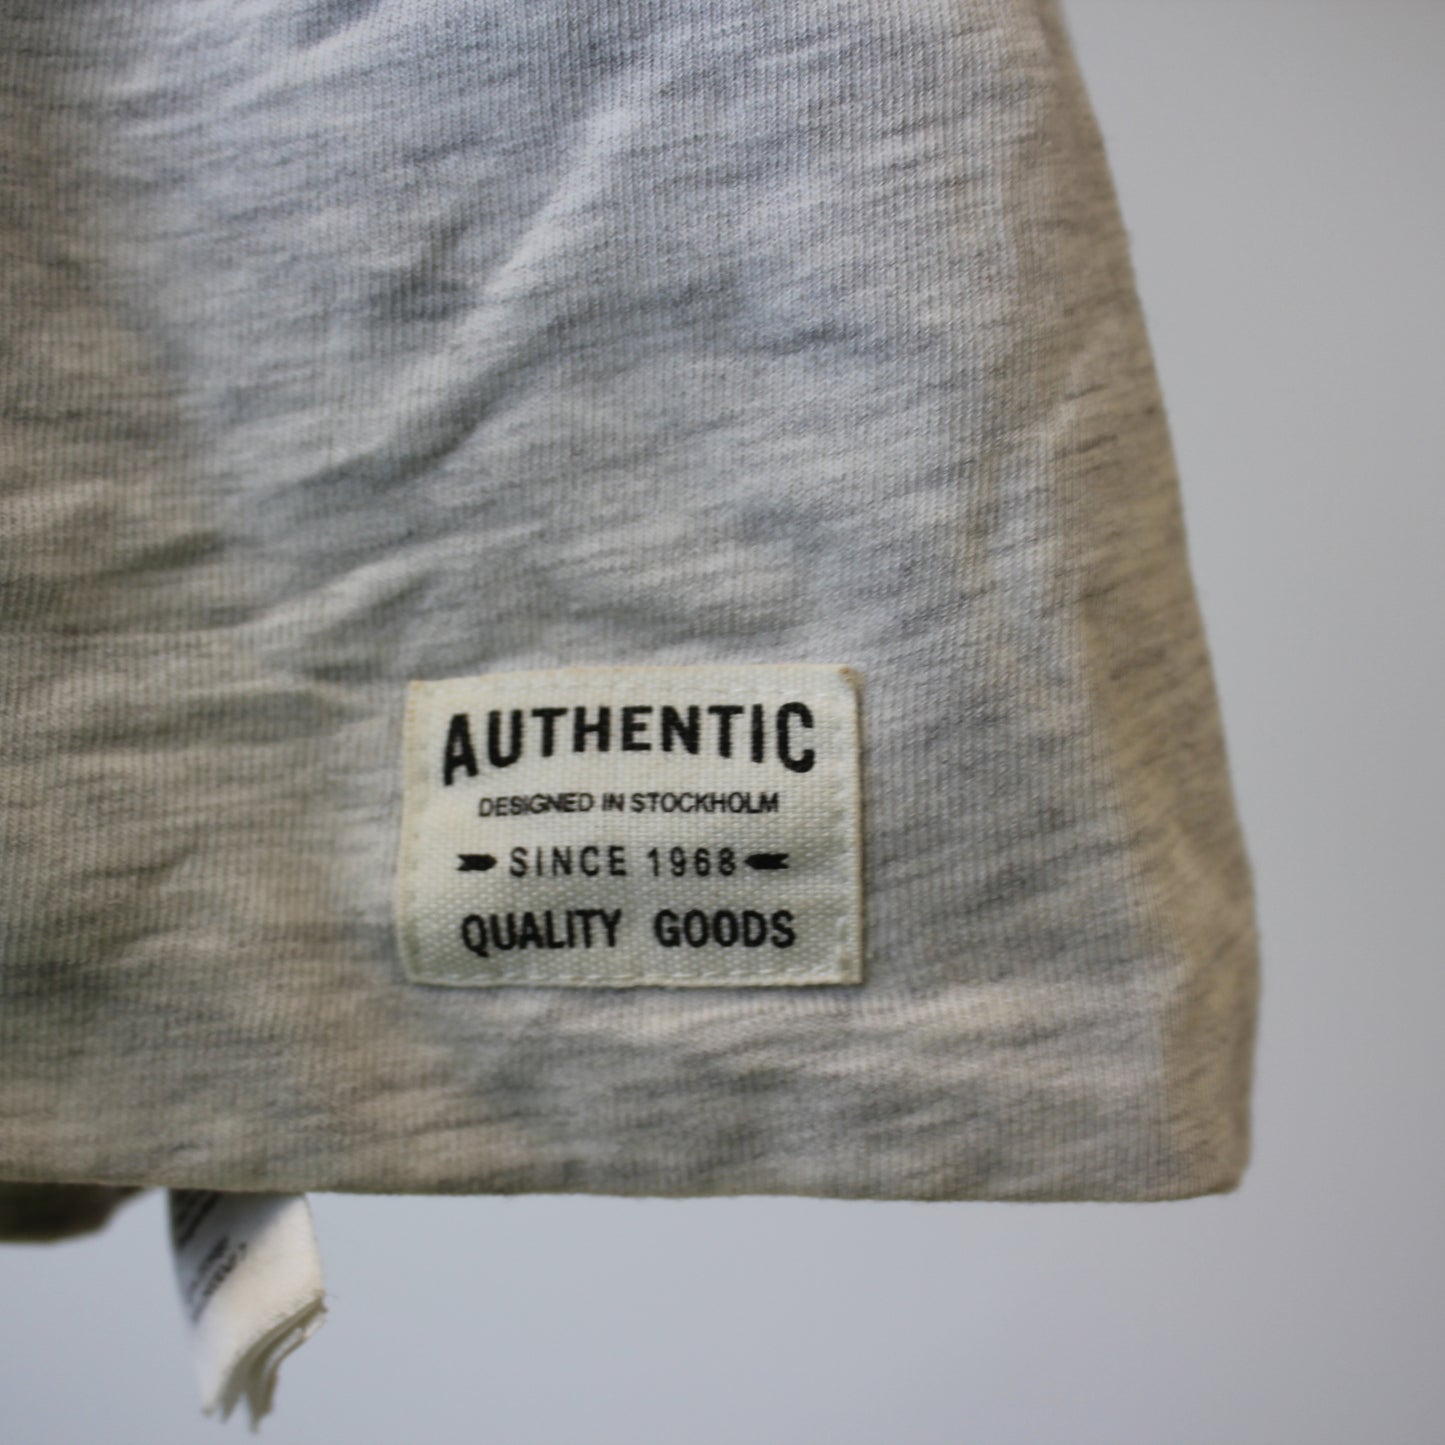 AUTHENTIC
DESIGNED IN STOCKHOLM
SINCE 1968
QUALITY GOODS